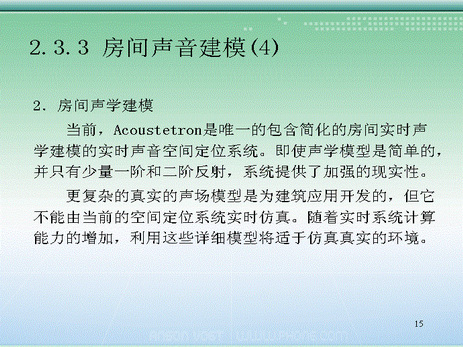 2.3.3 房间声音建模(4)
2．房间声学建模
当前，Acoustetron是唯一的包含简化的房间实时声
学建模的实时声音空间定位系统。即使声学模型是简单的，
并只有少量一阶和二阶反射，系统提供了加强的现实性。
更复杂的真实的声场模型是为建筑应用开发的，但它
不能由当前的空间定位系统实时仿真。随着实时系统计算
能力的增加，利用这些详细模型将适于仿真真实的环境。
15